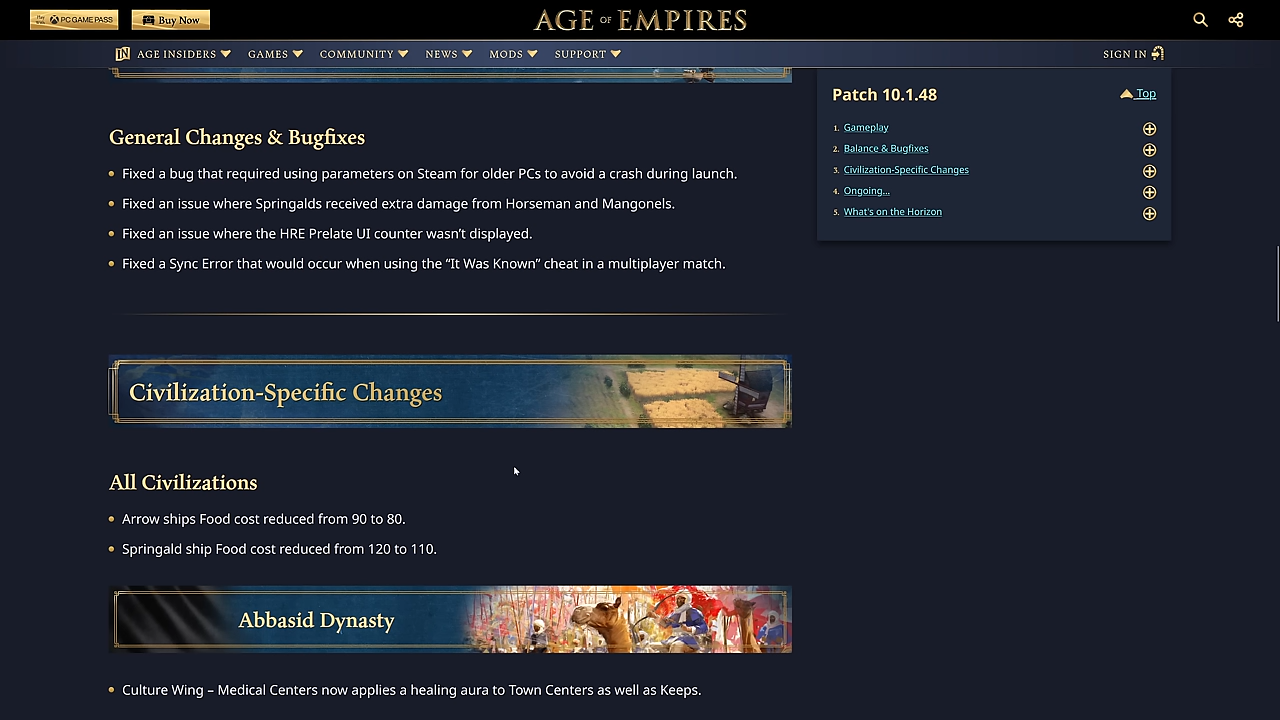 PC GAME PASS
Buy Now
AGE OF EMPIRES
AGE INSIDERS
GAMES
COMMUNITY
NEWS
MODS
SUPPORT
SIGN IN
General Changes & Bugfixes
Fixed a bug that required using parameters on Steam for older PCs to avoid a crash during launch.
Fixed an issue where Springalds received extra damage from Horseman and Mangonels.
Fixed an issue where the HRE Prelate UI counter wasn’t displayed.
Fixed a Sync Error that would occur when using the “It Was Known” cheat in a multiplayer match.
Civilization-Specific Changes
All Civilizations
Arrow ships Food cost reduced from 90 to 80.
Springald ship Food cost reduced from 120 to 110.
Abbasid Dynasty
Culture Wing – Medical Centers now applies a healing aura to Town Centers as well as Keeps.
Patch 10.1.48
Top
1. Gameplay
2. Balance & Bugfixes
3. Civilization-Specific Changes
4. Ongoing...
5. What's on the Horizon